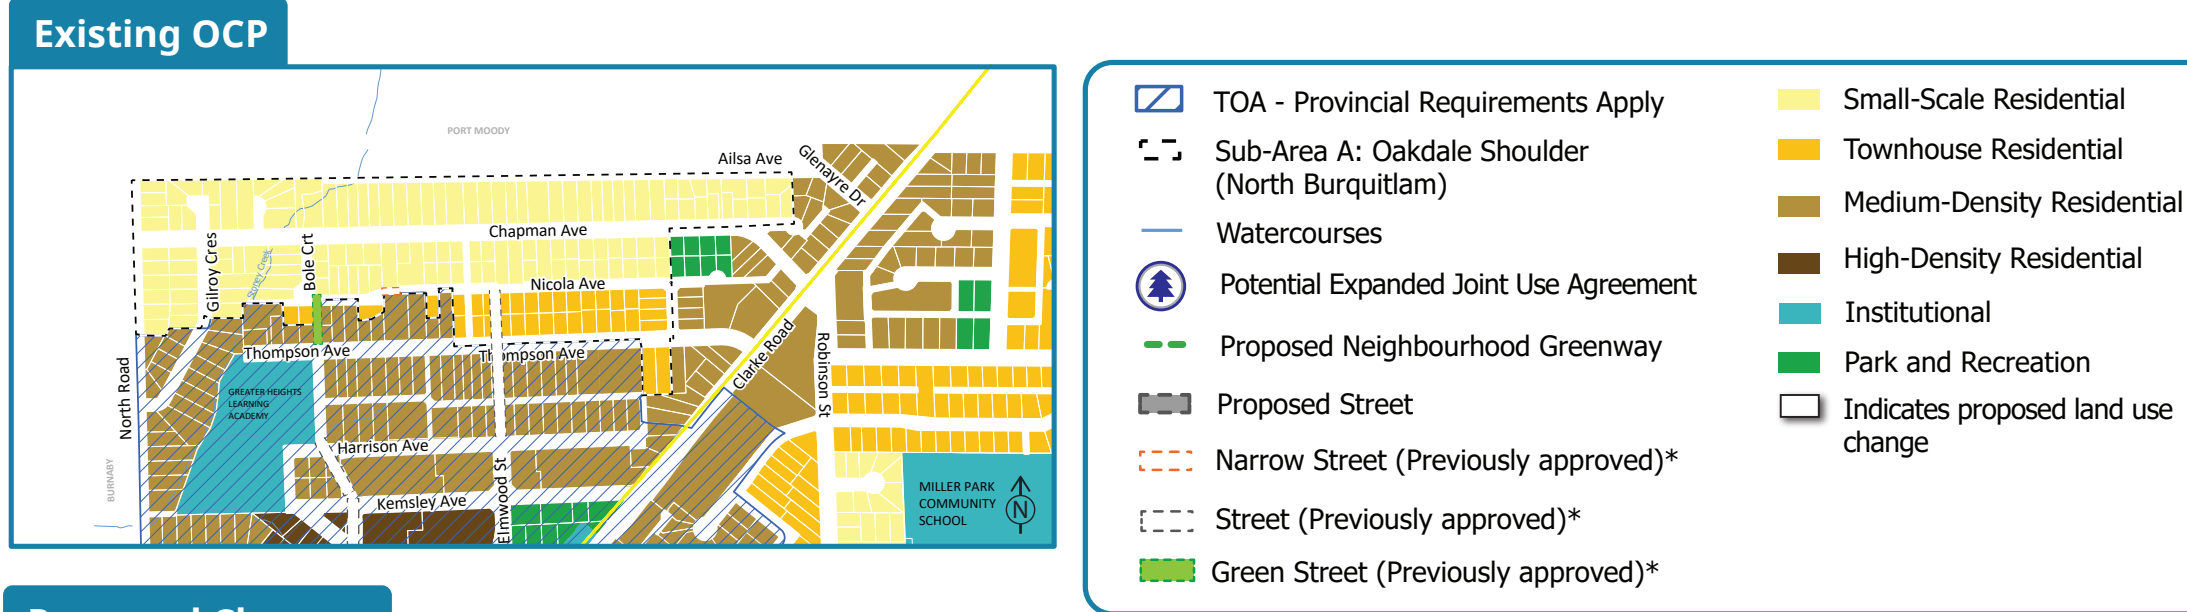 Existing OCP
PORT MOODY
Ailsa Ave
Glenayre Dr
Chapman Ave
Gilroy Cres
Stoney Creek
Bole Crt
Nicola Ave
Thompson Ave
Thompson Ave
North Road
GREATER HEIGHTS
LEARNING
ACADEMY
Clarke Road
Robinson St
Harrison Ave
BURNABY
Kemsley Ave
Elmwood St
MILLER PARK
COMMUNITY
SCHOOL
N
TOA - Provincial Requirements Apply
Sub-Area A: Oakdale Shoulder
(North Burquitlam)
Watercourses
Potential Expanded Joint Use Agreement
Proposed Neighbourhood Greenway
Proposed Street
Narrow Street (Previously approved)*
Street (Previously approved)*
Green Street (Previously approved)*
Small-Scale Residential
Townhouse Residential
Medium-Density Residential
High-Density Residential
Institutional
Park and Recreation
Indicates proposed land use
change